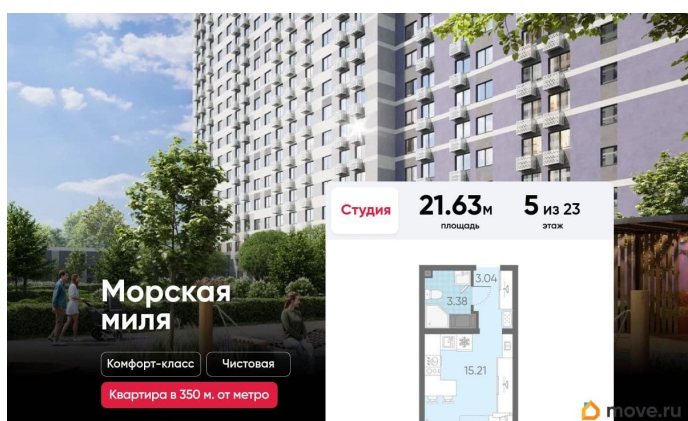 Студия
21.63м
площадь
5 из 23
этаж
3.04
3.38
15.21
Морская
миля
Комфорт-класс
Чистовая
Квартира в 350 м. от метро
move.ru